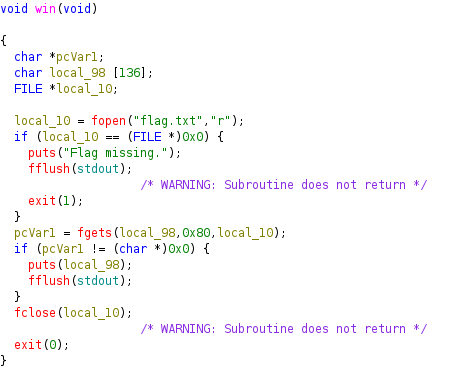 void win(void)
{
char *pcVar1;
char local_98 [136];
FILE *local_10;
local_10 = fopen("flag.txt","r");
if (local_10 == (FILE *)0x0) {
puts("Flag missing.");
fflush(stdout);
/* WARNING: Subroutine does not return */
exit(1);
}
pcVar1 = fgets(local_98,0x80,local_10);
if (pcVar1 != (char *)0x0) {
puts(local_98);
fflush(stdout);
}
fclose(local_10);
/* WARNING: Subroutine does not return */
exit(0);
}